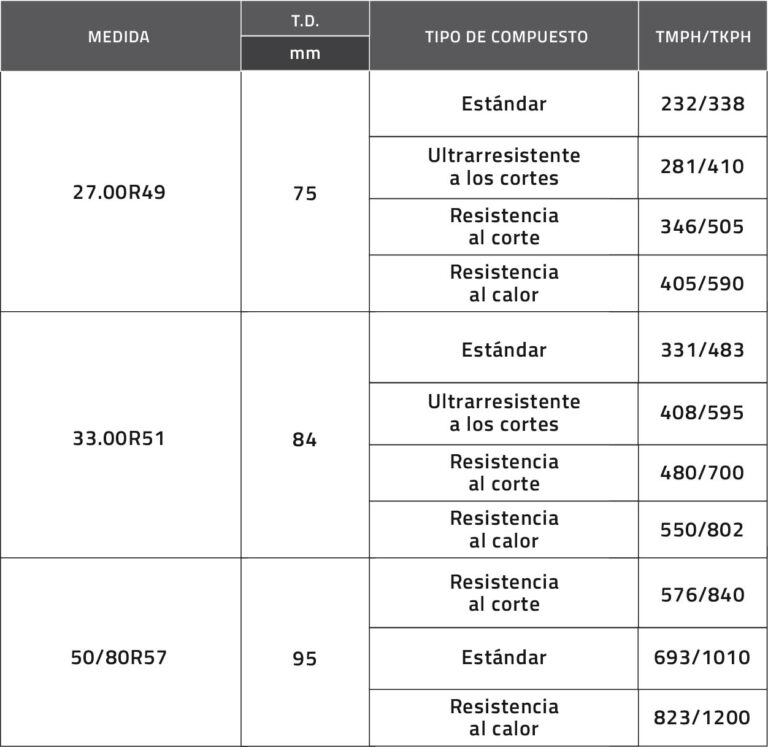 MEDIDA
T.D.
mm
TIPO DE COMPUESTO
TMPH/TKPH
27.00R49
75
Estándar
232/338
Ultrarresistente
a los cortes
281/410
Resistencia
al corte
346/505
Resistencia
al calor
405/590
33.00R51
84
Estándar
331/483
Ultrarresistente
a los cortes
408/595
Resistencia
al corte
480/700
Resistencia
al calor
550/802
50/80R57
95
Resistencia
al corte
576/840
Estándar
693/1010
Resistencia
al calor
823/1200